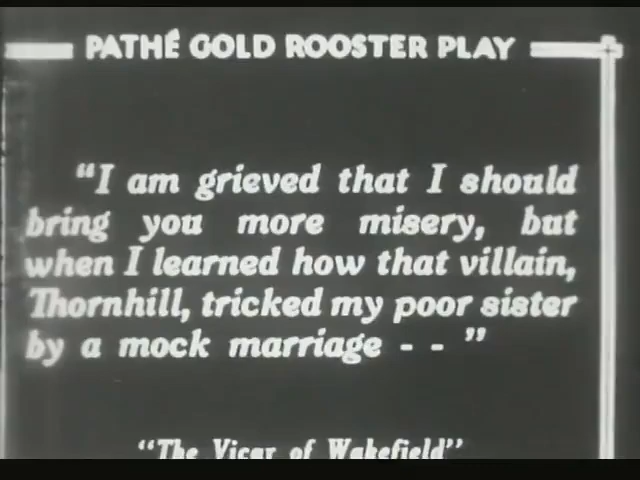 PATHÉ GOLD ROOSTER PLAY
"I am grieved that I should
bring you more misery, but
when I learned how that villain,
Thornhill, tricked my poor sister
by a mock marriage - - "
"The Vicar of Wakefield"